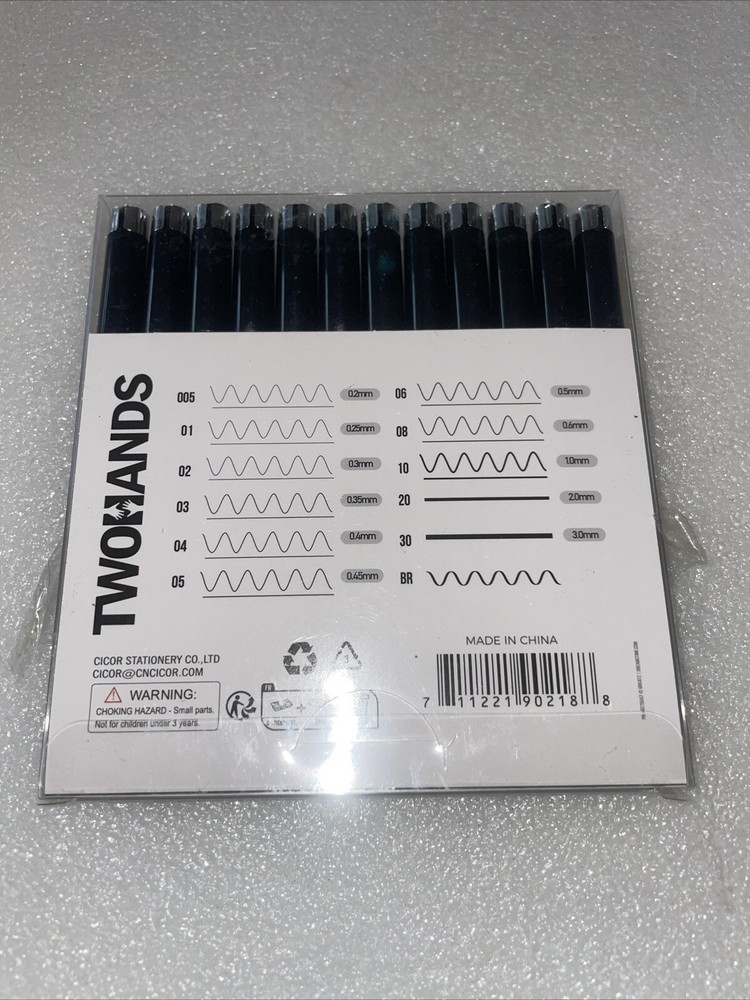 TWOHANDS
005 0.2mm
01 0.25mm
02 0.3mm
03 0.35mm
04 0.4mm
05 0.45mm
06 0.5mm
08 0.6mm
10 1.0mm
20 2.0mm
30 3.0mm
BR
CICOR STATIONERY CO.,LTD
CICOR@CNCICOR.COM
WARNING:
CHOKING HAZARD - Small parts.
Not for children under 3 years.
FR
MADE IN CHINA
7 11221 90218 8